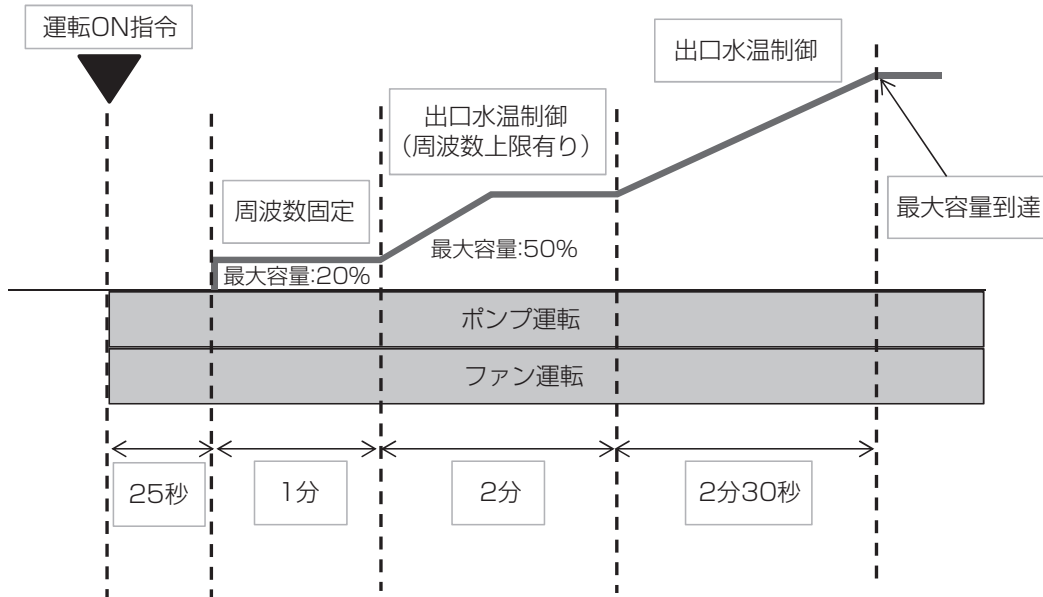 運転ON指令
出口水温制御
出口水温制御
（周波数上限有り）
周波数固定
最大容量到達
最大容量:50%
最大容量:20%
ポンプ運転
ファン運転
25秒
1分
2分
2分30秒